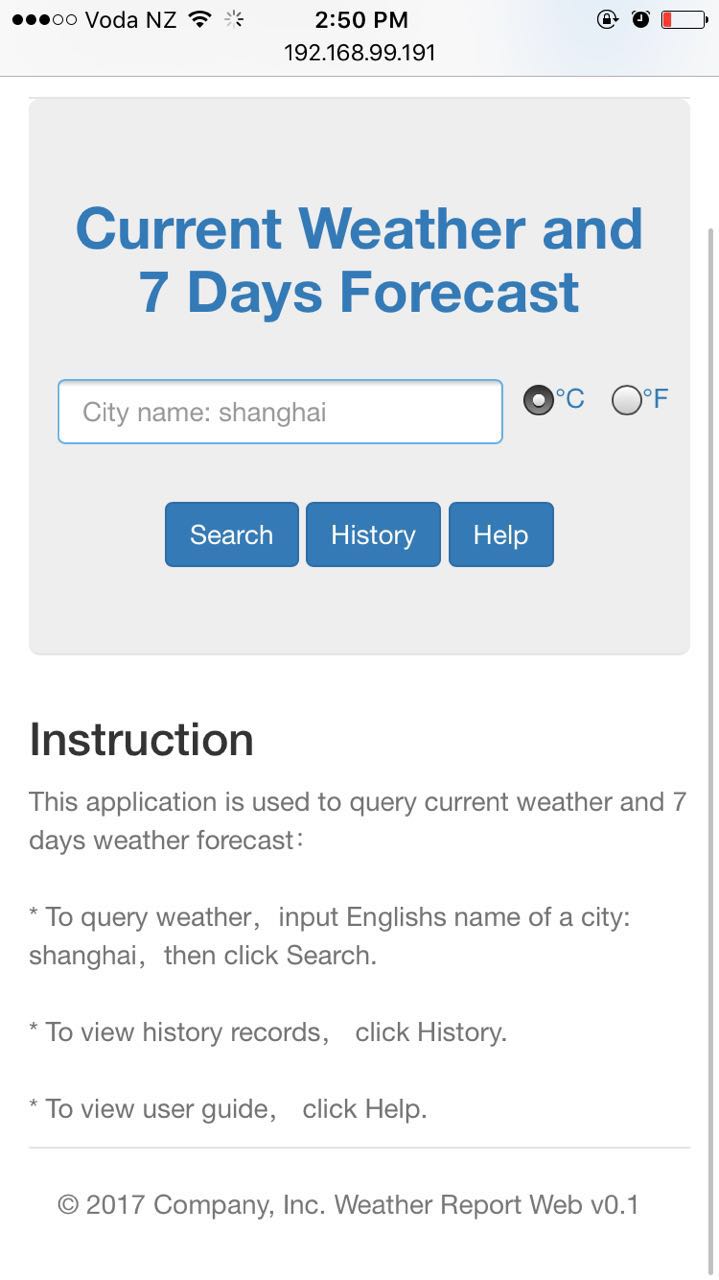 Voda NZ 2:50 PM
192.168.99.191
Current Weather and
7 Days Forecast
City name: shanghai
°C °F
Search History Help
Instruction
This application is used to query current weather and 7
days weather forecast：
* To query weather，input Englishs name of a city:
shanghai，then click Search.
* To view history records， click History.
* To view user guide， click Help.
© 2017 Company, Inc. Weather Report Web v0.1